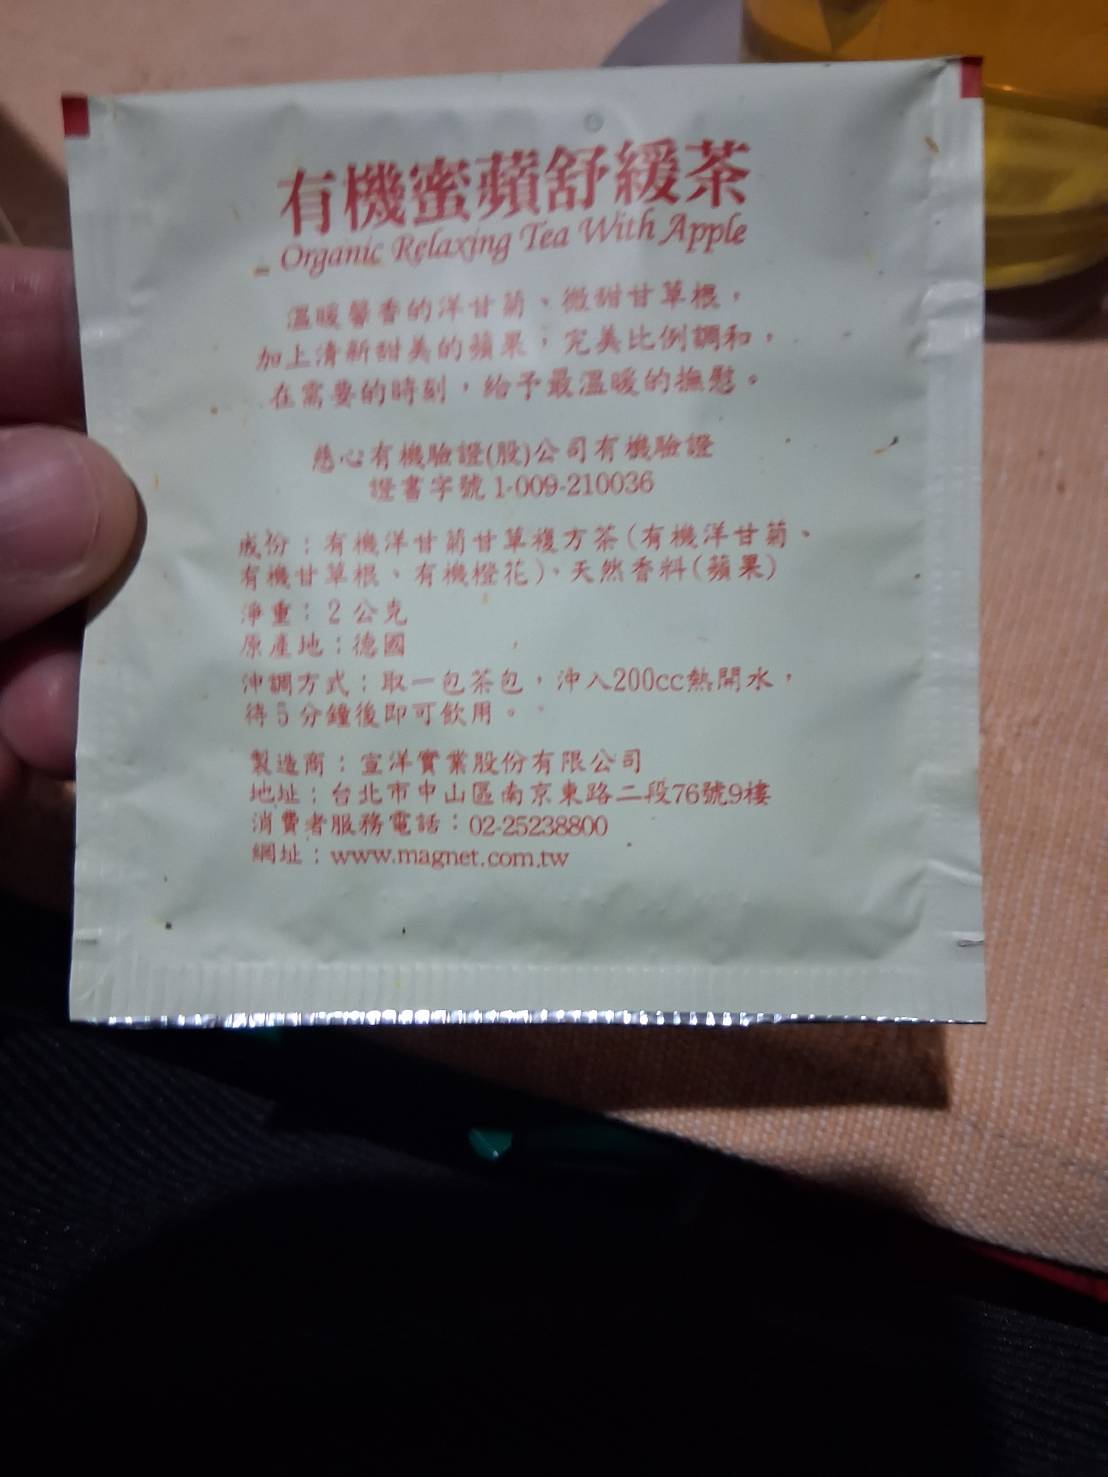 有機蜜蘋舒緩茶
Organic Relaxing Tea With Apple
溫暖馨香的洋甘菊、微甜甘草根，
加上清新甜美的蘋果，完美比例調和，
在需要的時刻，給予最溫暖的撫慰。
慈心有機驗證(股)公司有機驗證
證書字號 1-009-210036
成份：有機洋甘菊甘草複方茶(有機洋甘菊、
有機甘草根、有機橙花)、天然香料(蘋果)
淨重：2 公克
原產地：德國
沖調方式：取一包茶包，沖入200cc熱開水，
待 5 分鐘後即可飲用。
製造商：宣洋實業股份有限公司
地址：台北市中山區南京東路二段76號9樓
消費者服務電話：02-25238800
網址：www.magnet.com.tw